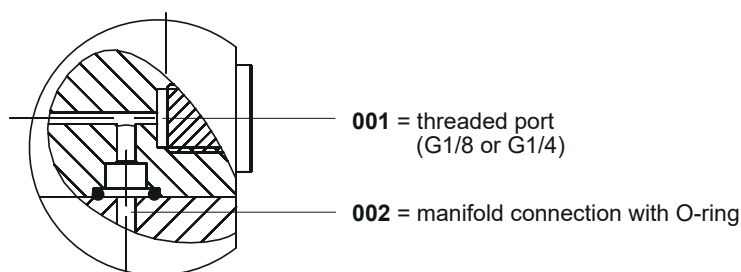 001 = threaded port
(G1/8 or G1/4)
002 = manifold connection with O-ring